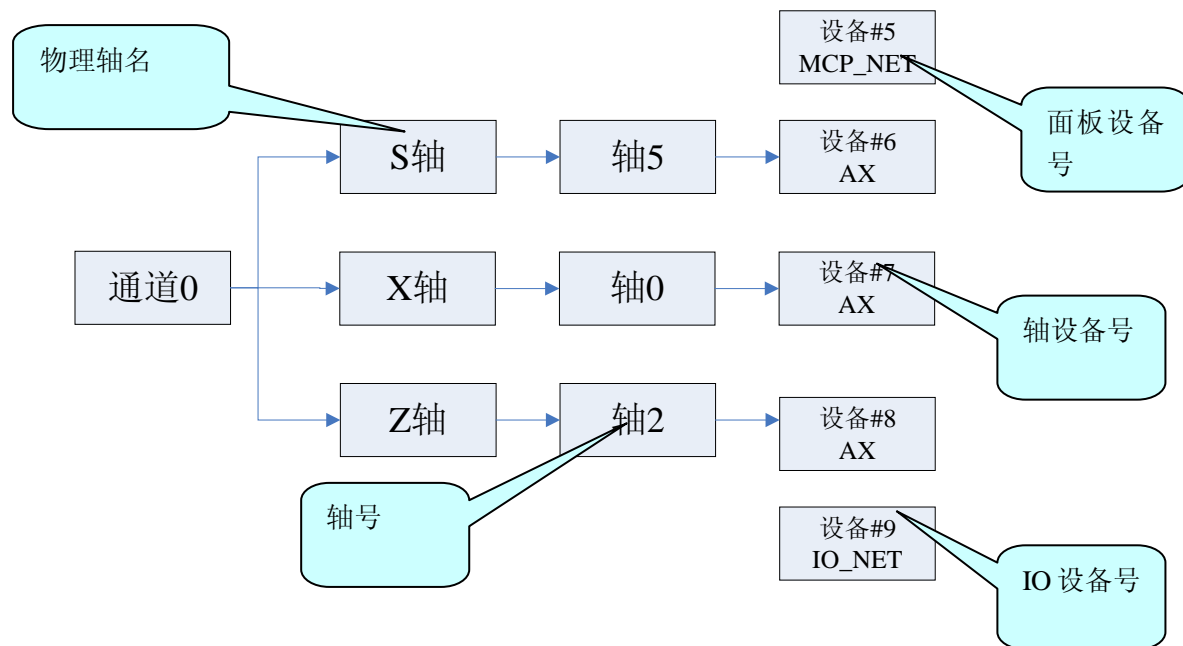 物理轴名
设备#5
MCP_NET
面板设备
号
S轴
轴5
设备#6
AX
通道0
X轴
轴0
设备#7
AX
轴设备号
Z轴
轴2
设备#8
AX
轴号
设备#9
IO_NET
IO 设备号